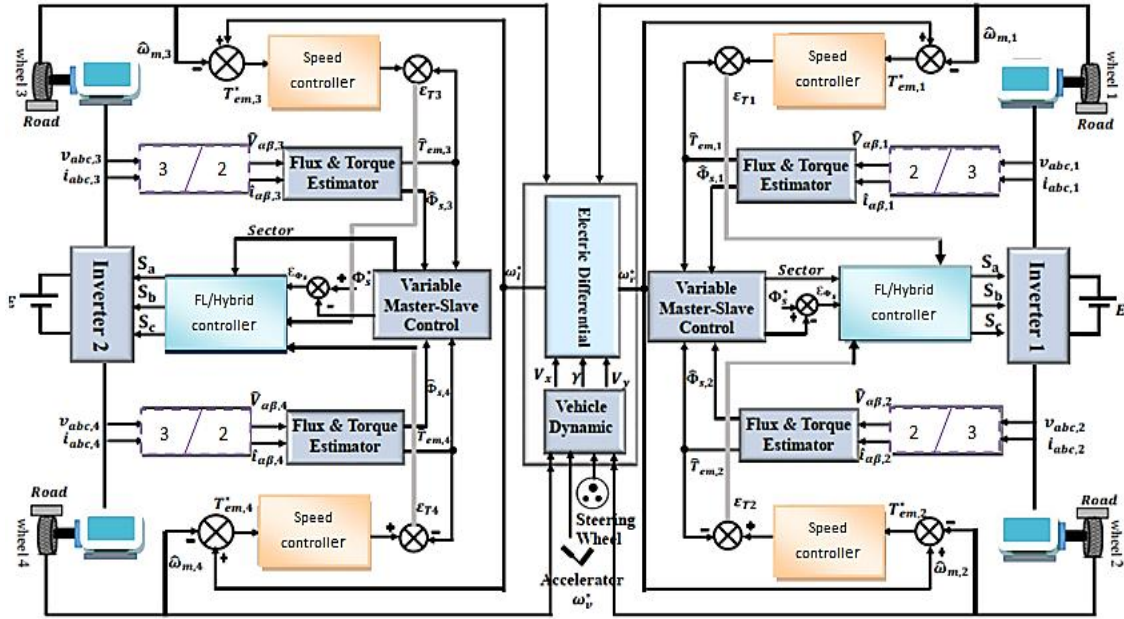 ω̂m,3
+
-
T*em,3
Speed
controller
εT3
wheel 3
Road
vabc,3
iabc,3
3 / 2
V̂αβ,3
îαβ,3
Flux & Torque
Estimator
T̂em,3
Φ̂s,3
Sector
Inverter 2
Sa
Sb
Sc
FL/Hybrid
controller
εΦs
+
-
Φ*s
Variable
Master-Slave
Control
vabc,4
iabc,4
3 / 2
V̂αβ,4
îαβ,4
Flux & Torque
Estimator
Φ̂s,4
T̂em,4
Road
wheel 4
ω̂m,4
-
+
T*em,4
Speed
controller
εT4
+
-
ω*i
Electric Differential
ω*r
Vx
γ
Vy
Vehicle
Dynamic
Steering
Wheel
Accelerator
ω*v
εT1
Speed
controller
T*em,1
+
-
ω̂m,1
wheel 1
Road
T̂em,1
Φ̂s,1
Flux & Torque
Estimator
V̂αβ,1
îαβ,1
2 / 3
vabc,1
iabc,1
Variable
Master-Slave
Control
Sector
Φ*s
εΦs
+
-
FL/Hybrid
controller
Sa
Sb
Sc
Inverter 1
E
Φ̂s,2
T̂em,2
Flux & Torque
Estimator
V̂αβ,2
îαβ,2
2 / 3
vabc,2
iabc,2
εT2
-
+
Speed
controller
T*em,2
-
+
ω̂m,2
Road
wheel 2